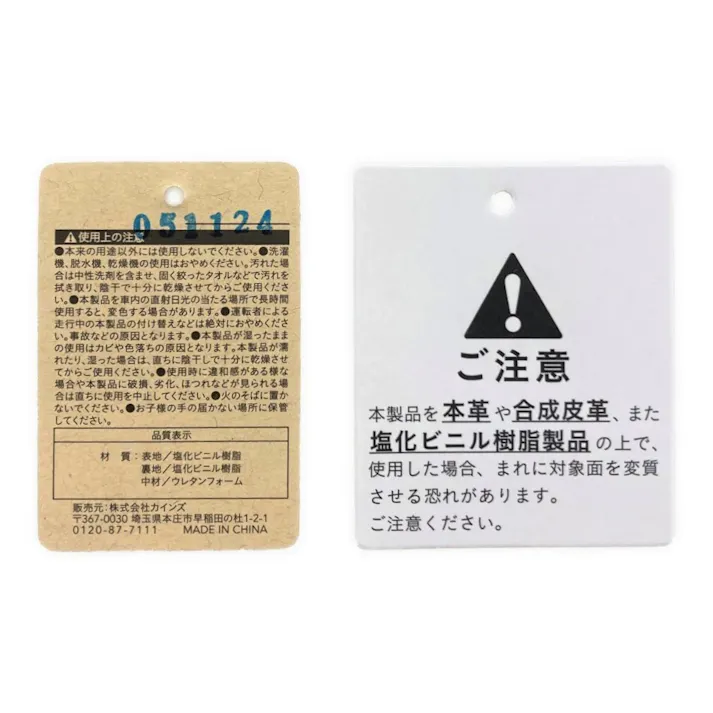 051124
⚠使用上の注意
●本来の用途以外には使用しないでください。●洗濯
機、脱水機、乾燥機の使用はおやめください。汚れた場
合は中性洗剤を含ませ、固く絞ったタオルなどで汚れを
拭き取り、陰干で十分に乾燥させてからご使用ください。
●本製品を車内の直射日光の当たる場所で長時間
使用すると、変色する場合があります。●運転者による
走行中の本製品の付け替えなどは絶対におやめくださ
い。事故などの原因となります。●本製品が湿ったまま
の使用はカビや色落ちの原因となります。本製品が濡
れたり、湿った場合は、直ちに陰干しで十分に乾燥させ
てからご使用ください。●使用時に違和感がある様な
場合や本製品に破損、劣化、ほつれなどが見られる場合
は直ちに使用を中止してください。●火のそばに置か
ないでください。●お子様の手の届かない場所に保管
してください。
品質表示
材 質：表地／塩化ビニル樹脂
裏地／塩化ビニル樹脂
中材／ウレタンフォーム
販売元：株式会社カインズ
〒367-0030 埼玉県本庄市早稲田の杜1-2-1
0120-87-7111 MADE IN CHINA
ご注意
本製品を本革や合成皮革、また
塩化ビニル樹脂製品の上で、
使用した場合、まれに対象面を変質
させる恐れがあります。
ご注意ください。